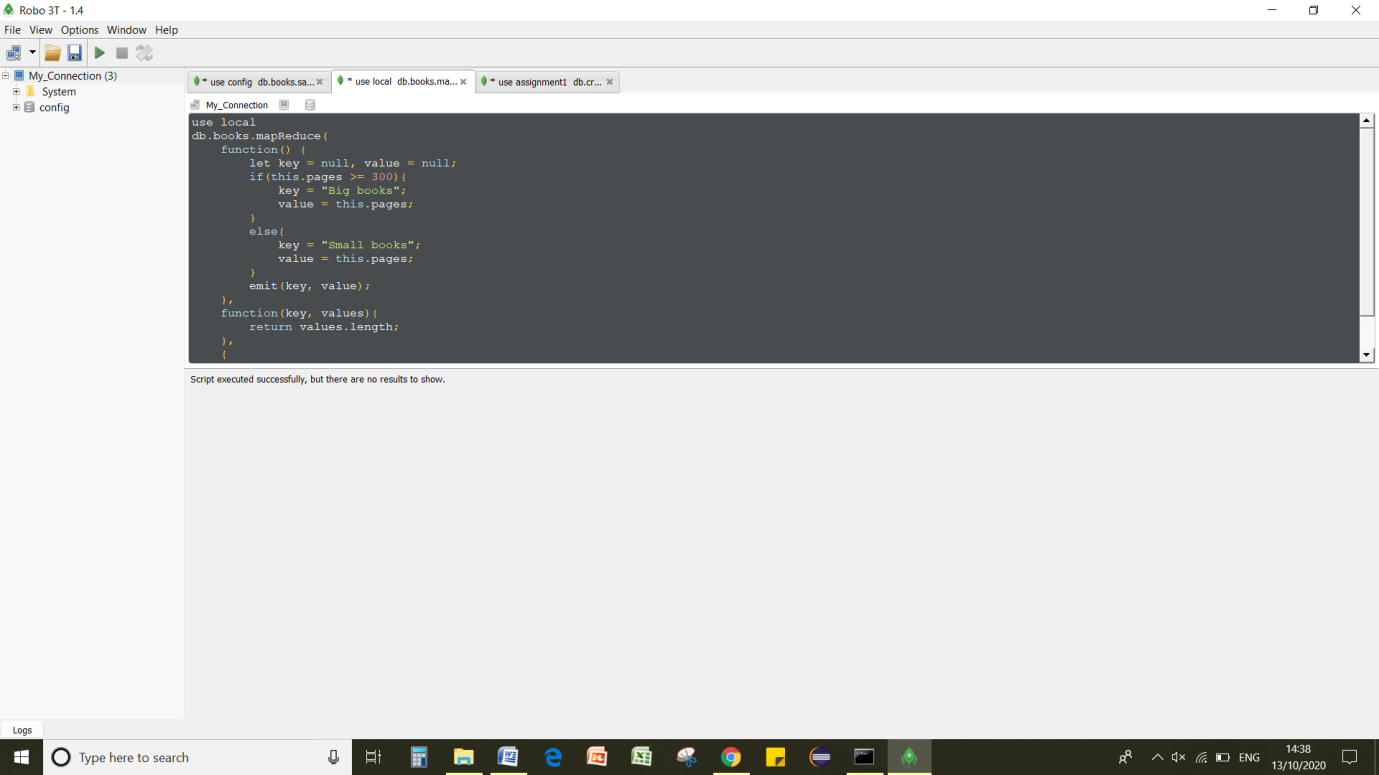 Robo 3T - 1.4
File View Options Window Help
My_Connection (3)
System
config
* use config db.books.sa...
* use local db.books.ma...
* use assignment1 db.cr...
My_Connection
use local
db.books.mapReduce(
    function() {
        let key = null, value = null;
        if(this.pages >= 300){
            key = "Big books";
            value = this.pages;
        }
        else{
            key = "Small books";
            value = this.pages;
        }
        emit(key, value);
    },
    function(key, values){
        return values.length;
    },
    {
Script executed successfully, but there are no results to show.
Logs
Type here to search
ENG
14:38
13/10/2020